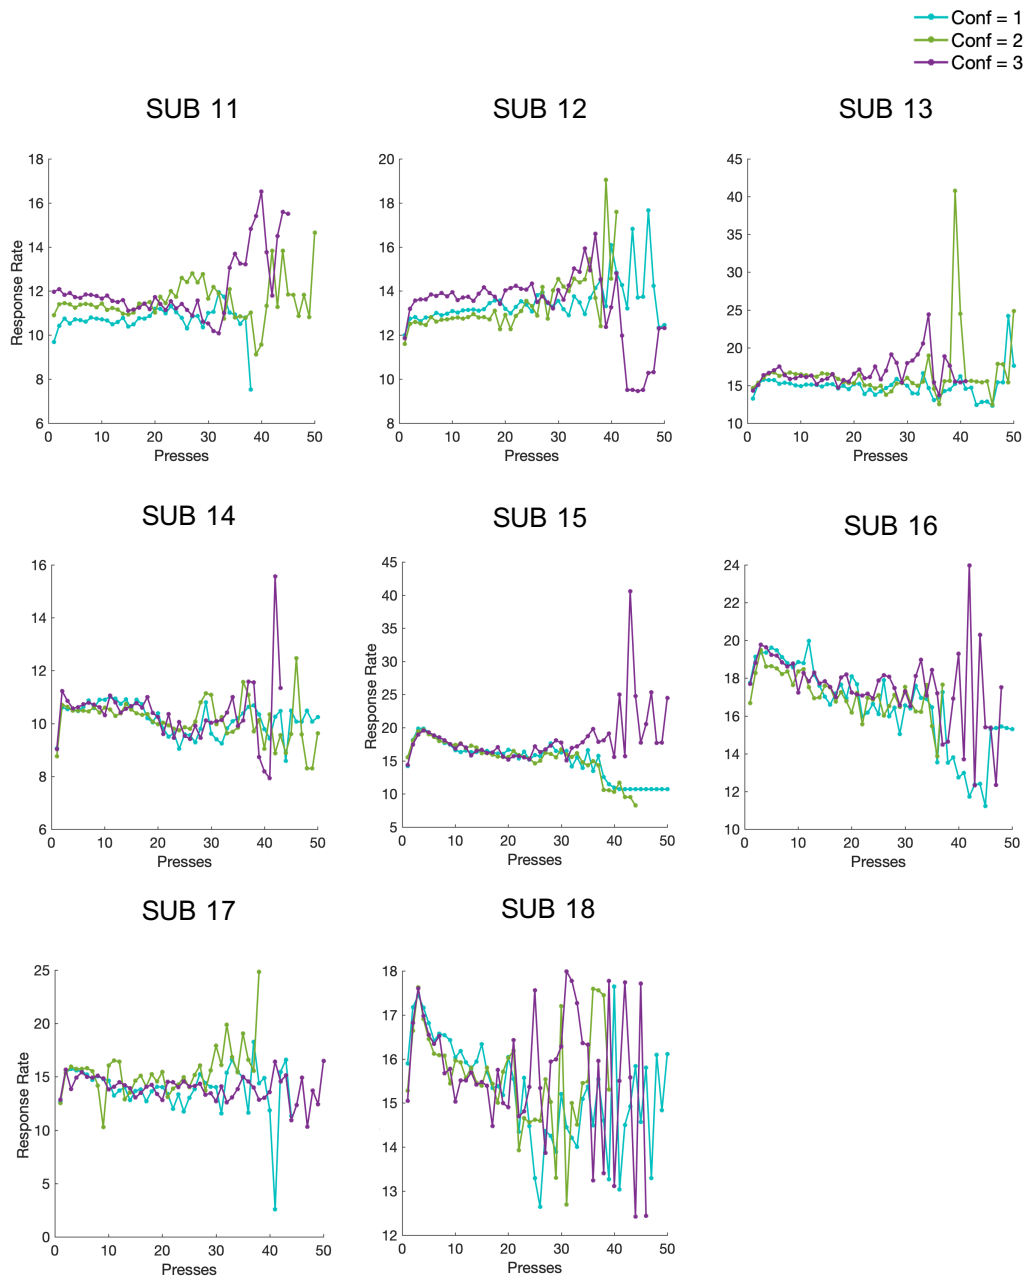 Conf = 1
Conf = 2
Conf = 3
SUB 11
SUB 12
SUB 13
18
16
14
12
10
8
6
Response Rate
0 10 20 30 40 50
Presses
20
18
16
14
12
10
8
0 10 20 30 40 50
Presses
45
40
35
30
25
20
15
10
0 10 20 30 40 50
Presses
SUB 14
SUB 15
SUB 16
16
14
12
10
8
6
0 10 20 30 40 50
Presses
45
40
35
30
25
20
15
10
5
Response Rate
0 10 20 30 40 50
Presses
24
22
20
18
16
14
12
10
0 10 20 30 40 50
Presses
SUB 17
SUB 18
25
20
15
10
5
0
Response Rate
0 10 20 30 40 50
Presses
18
17
16
15
14
13
12
0 10 20 30 40 50
Presses